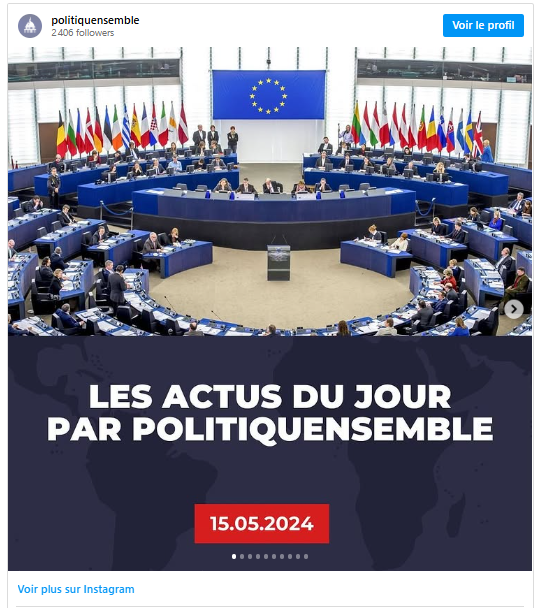 politiquensemble
2 406 followers
Voir le profil
LES ACTUS DU JOUR
PAR POLITIQUENSEMBLE
15.05.2024
Voir plus sur Instagram